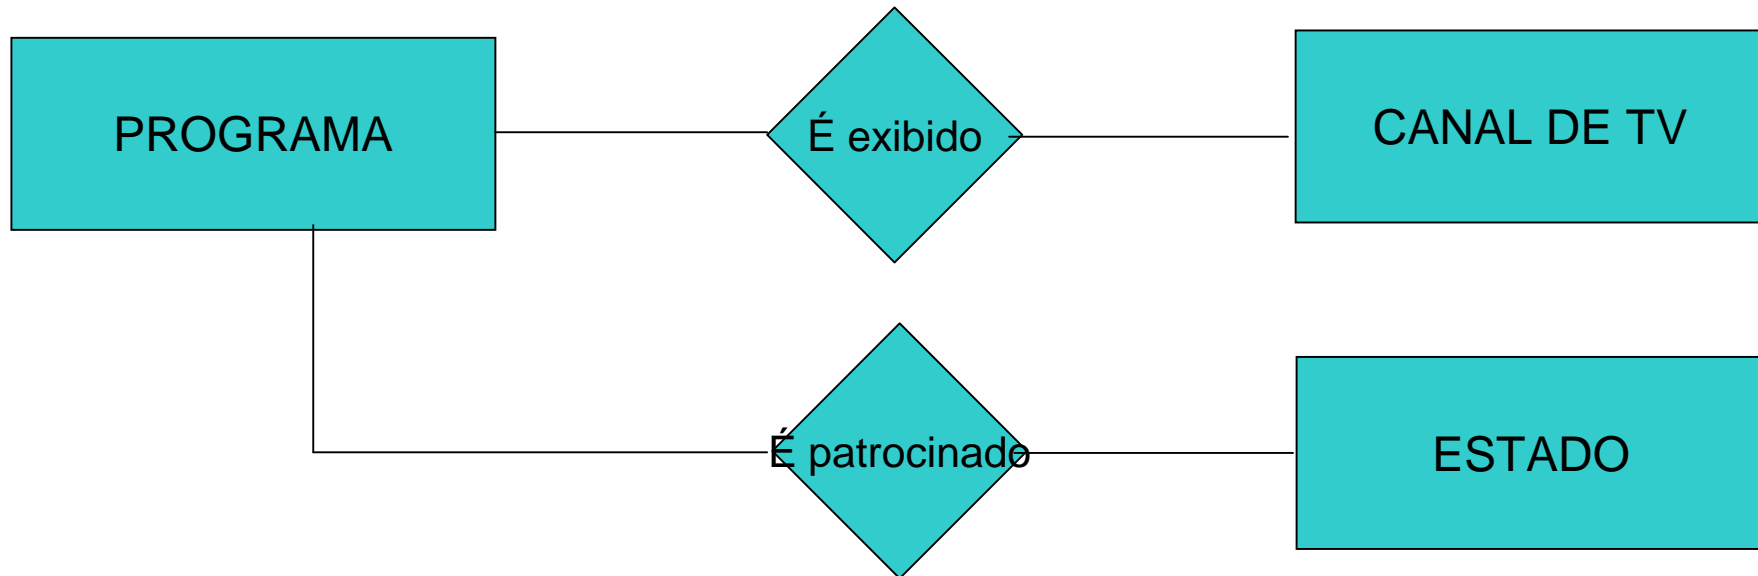 PROGRAMA
É exibido
CANAL DE TV
É patrocinado
ESTADO